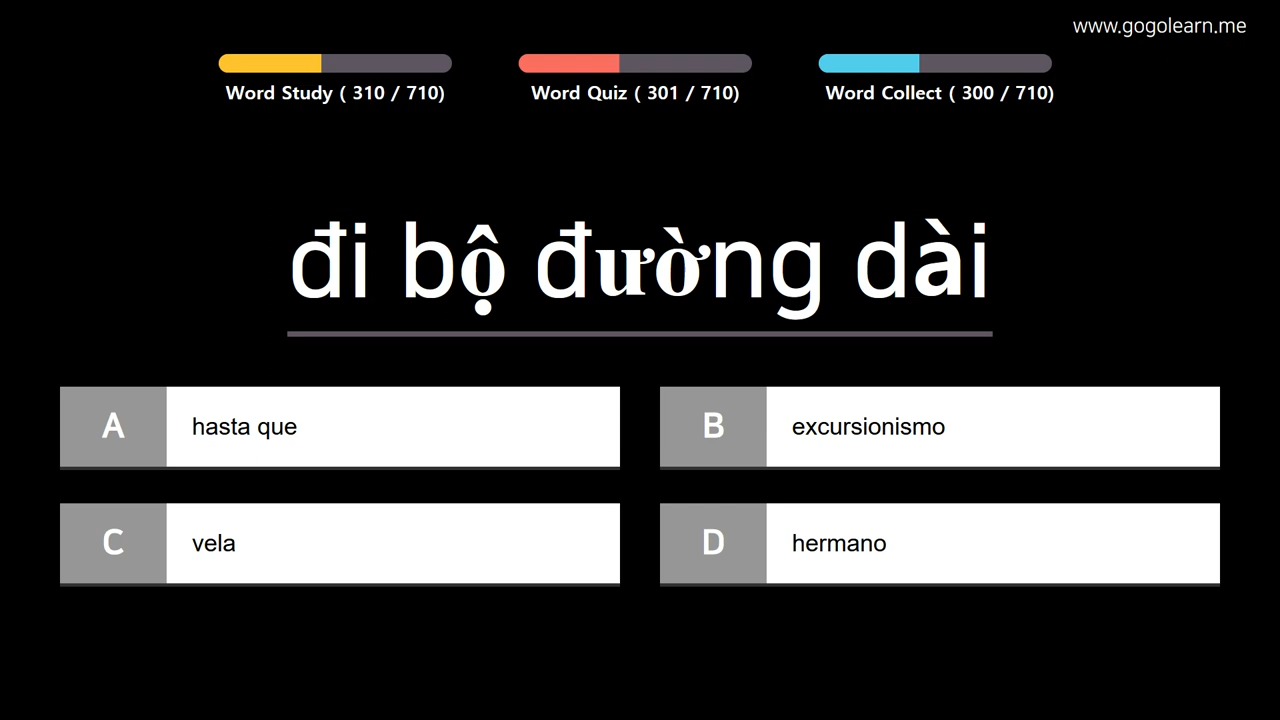 www.gogolearn.me
Word Study ( 310 / 710)
Word Quiz ( 301 / 710)
Word Collect ( 300 / 710)
đi bộ đường dài
A hasta que
B excursionismo
C vela
D hermano